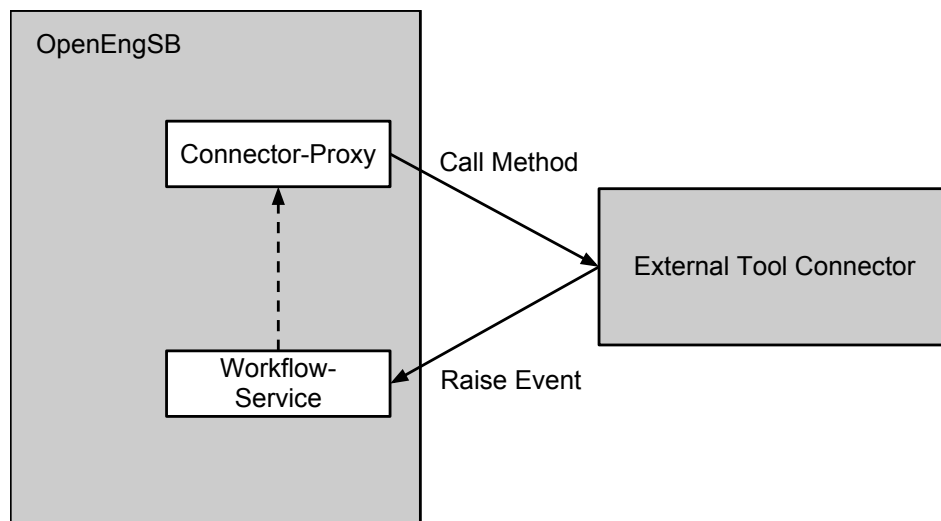 OpenEngSB
Connector-Proxy
Call Method
External Tool Connector
Workflow-
Service
Raise Event